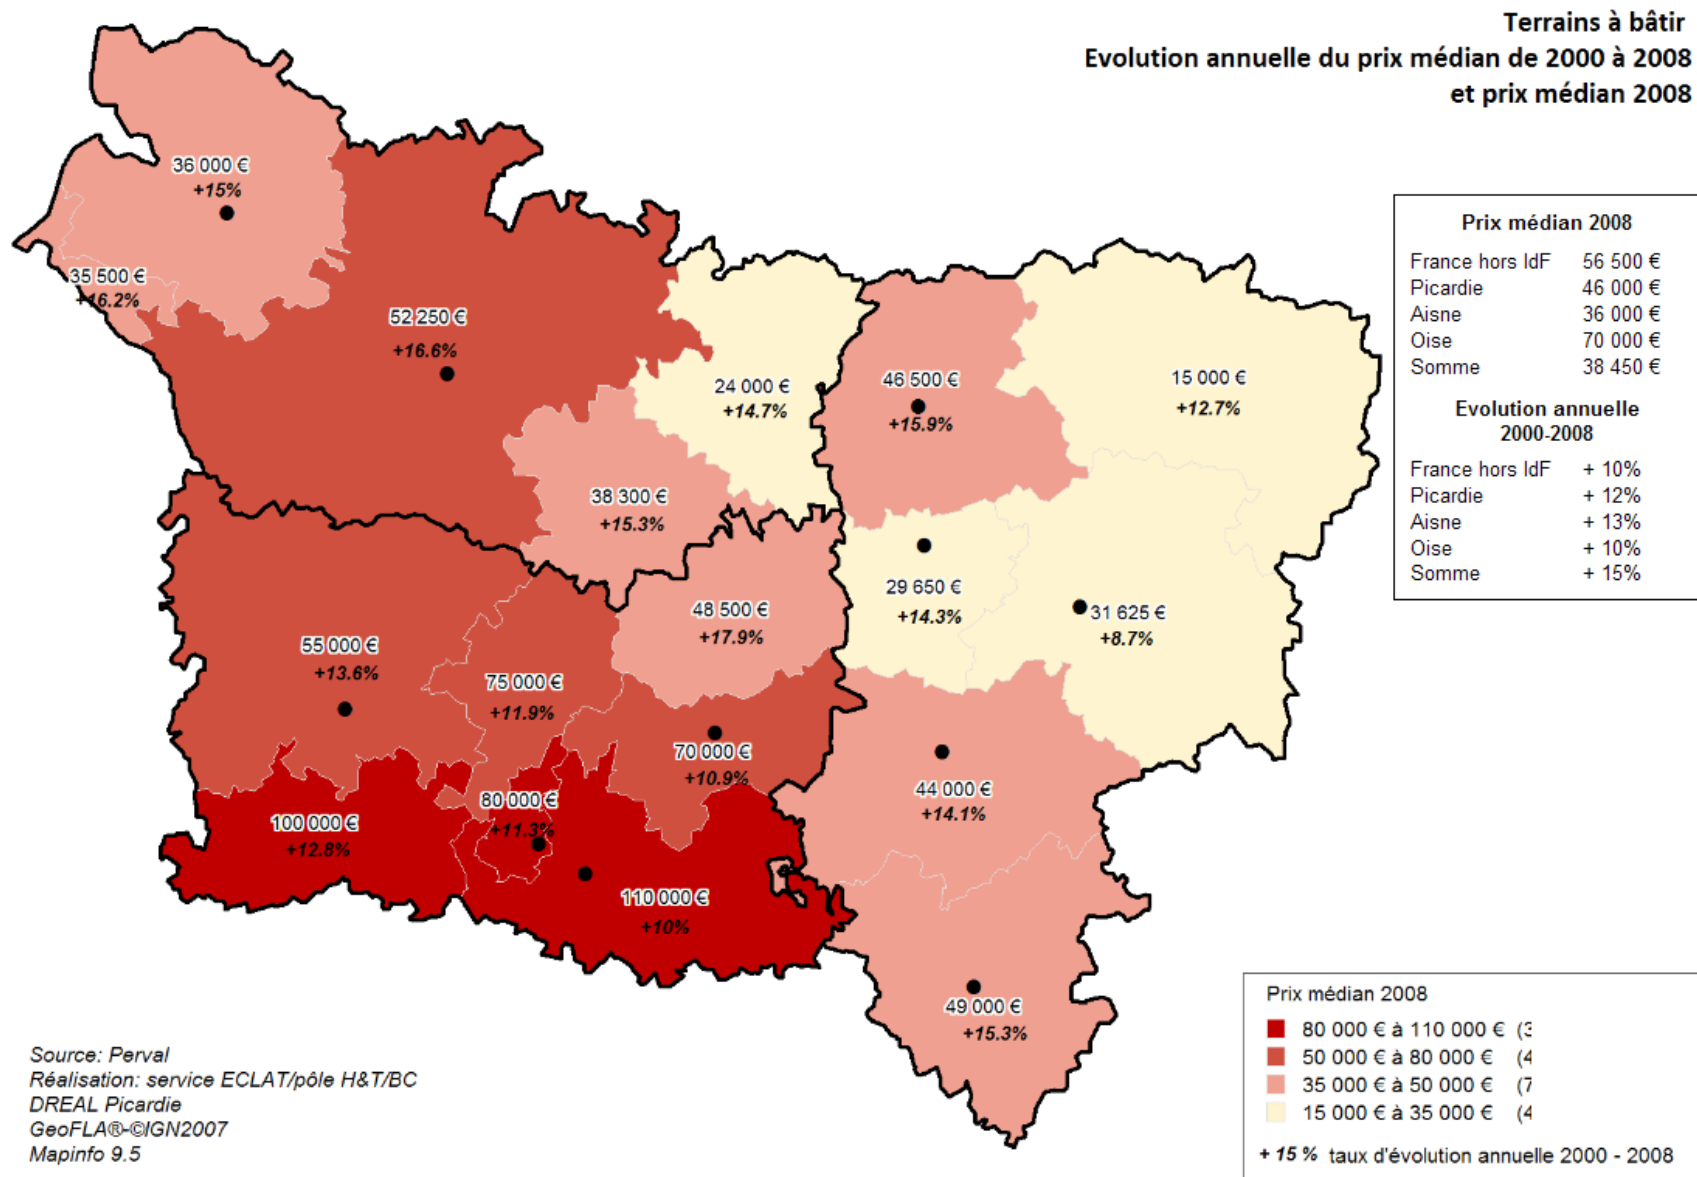 Terrains à bâtir
Evolution annuelle du prix médian de 2000 à 2008
et prix médian 2008
36 000 €
+15%
35 500 €
+16.2%
52 250 €
+16.6%
24 000 €
+14.7%
46 500 €
+15.9%
15 000 €
+12.7%
38 300 €
+15.3%
29 650 €
+14.3%
31 625 €
+8.7%
48 500 €
+17.9%
55 000 €
+13.6%
75 000 €
+11.9%
70 000 €
+10.9%
44 000 €
+14.1%
80 000 €
+11.3%
100 000 €
+12.8%
110 000 €
+10%
49 000 €
+15.3%
Prix médian 2008
France hors IdF 56 500 €
Picardie 46 000 €
Aisne 36 000 €
Oise 70 000 €
Somme 38 450 €
Evolution annuelle
2000-2008
France hors IdF + 10%
Picardie + 12%
Aisne + 13%
Oise + 10%
Somme + 15%
Prix médian 2008
80 000 € à 110 000 € (3
50 000 € à 80 000 € (4
35 000 € à 50 000 € (7
15 000 € à 35 000 € (4
+ 15 % taux d'évolution annuelle 2000 - 2008
Source: Perval
Réalisation: service ECLAT/pôle H&T/BC
DREAL Picardie
GeoFLA®-©IGN2007
Mapinfo 9.5